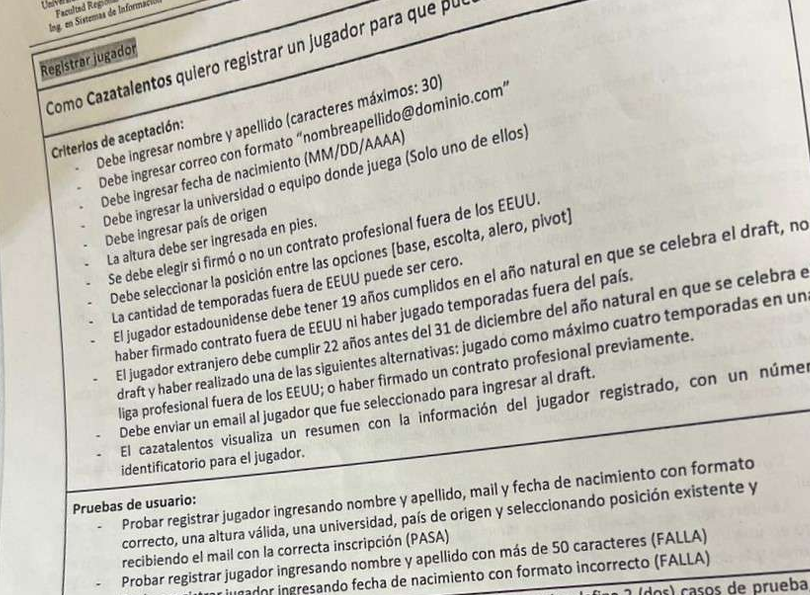 Facultad
Ing. en Sistemas de Información
Registrar jugador
Como Cazatalentos quiero registrar un jugador para que
Criterios de aceptación:
- Debe ingresar nombre y apellido (caracteres máximos: 30)
- Debe ingresar correo con formato "nombreapellido@dominio.com"
- Debe ingresar fecha de nacimiento (MM/DD/AAAA)
- Debe ingresar la universidad o equipo donde juega (Solo uno de ellos)
- Debe ingresar país de origen
- La altura debe ser ingresada en pies.
- Se debe elegir si firmó o no un contrato profesional fuera de los EEUU.
- Debe seleccionar la posición entre las opciones [base, escolta, alero, pivot]
- La cantidad de temporadas fuera de EEUU puede ser cero.
- El jugador estadounidense debe tener 19 años cumplidos en el año natural en que se celebra el draft, no
haber firmado contrato fuera de EEUU ni haber jugado temporadas fuera del país.
- El jugador extranjero debe cumplir 22 años antes del 31 de diciembre del año natural en que se celebra e
draft y haber realizado una de las siguientes alternativas: jugado como máximo cuatro temporadas en una
liga profesional fuera de los EEUU; o haber firmado un contrato profesional previamente.
- Debe enviar un email al jugador que fue seleccionado para ingresar al draft.
- El cazatalentos visualiza un resumen con la información del jugador registrado, con un númer
identificatorio para el jugador.
Pruebas de usuario:
- Probar registrar jugador ingresando nombre y apellido, mail y fecha de nacimiento con formato
correcto, una altura válida, una universidad, país de origen y seleccionando posición existente y
recibiendo el mail con la correcta inscripción (PASA)
- Probar registrar jugador ingresando nombre y apellido con más de 50 caracteres (FALLA)
jugador ingresando fecha de nacimiento con formato incorrecto (FALLA)
2 (dos) casos de prueba